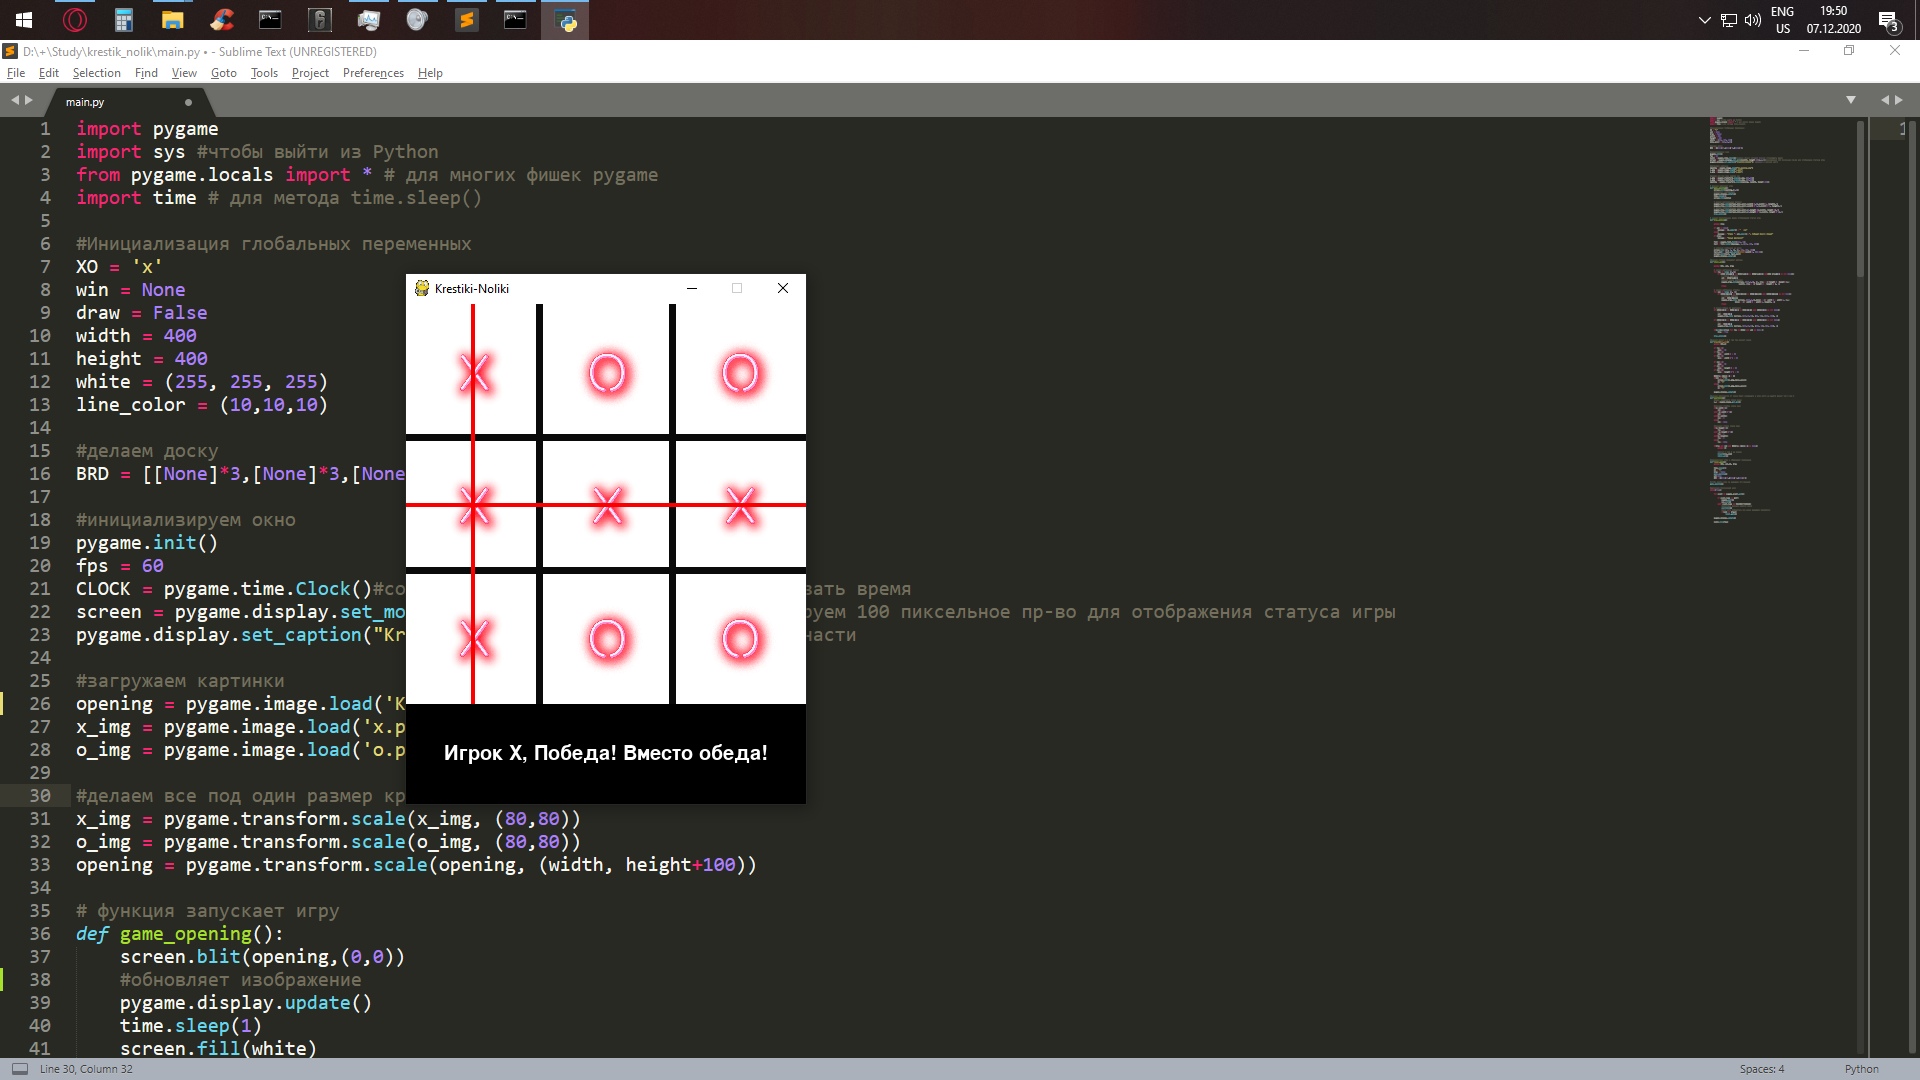 ENG
US
19:50
07.12.2020
3
D:\+\Study\krestik_nolik\main.py • - Sublime Text (UNREGISTERED)
File Edit Selection Find View Goto Tools Project Preferences Help
main.py
1 import pygame
2 import sys #чтобы выйти из Python
3 from pygame.locals import * # для многих фишек pygame
4 import time # для метода time.sleep()
5
6 #Инициализация глобальных переменных
7 XO = 'x'
8 win = None
9 draw = False
10 width = 400
11 height = 400
12 white = (255, 255, 255)
13 line_color = (10,10,10)
14
15 #делаем доску
16 BRD = [[None]*3,[None]*3,[None
17
18 #инициализируем окно
19 pygame.init()
20 fps = 60
21 CLOCK = pygame.time.Clock()#со вать время
22 screen = pygame.display.set_mo руем 100 пиксельное пр-во для отображения статуса игры
23 pygame.display.set_caption("Kr части
24
25 #загружаем картинки
26 opening = pygame.image.load('K
27 x_img = pygame.image.load('x.p
28 o_img = pygame.image.load('o.p
29
30 #делаем все под один размер кр
31 x_img = pygame.transform.scale(x_img, (80,80))
32 o_img = pygame.transform.scale(o_img, (80,80))
33 opening = pygame.transform.scale(opening, (width, height+100))
34
35 # функция запускает игру
36 def game_opening():
37 screen.blit(opening,(0,0))
38 #обновляет изображение
39 pygame.display.update()
40 time.sleep(1)
41 screen.fill(white)
Krestiki-Noliki
X O O
X X X
X O O
Игрок X, Победа! Вместо обеда!
1
Line 30, Column 32
Spaces: 4
Python